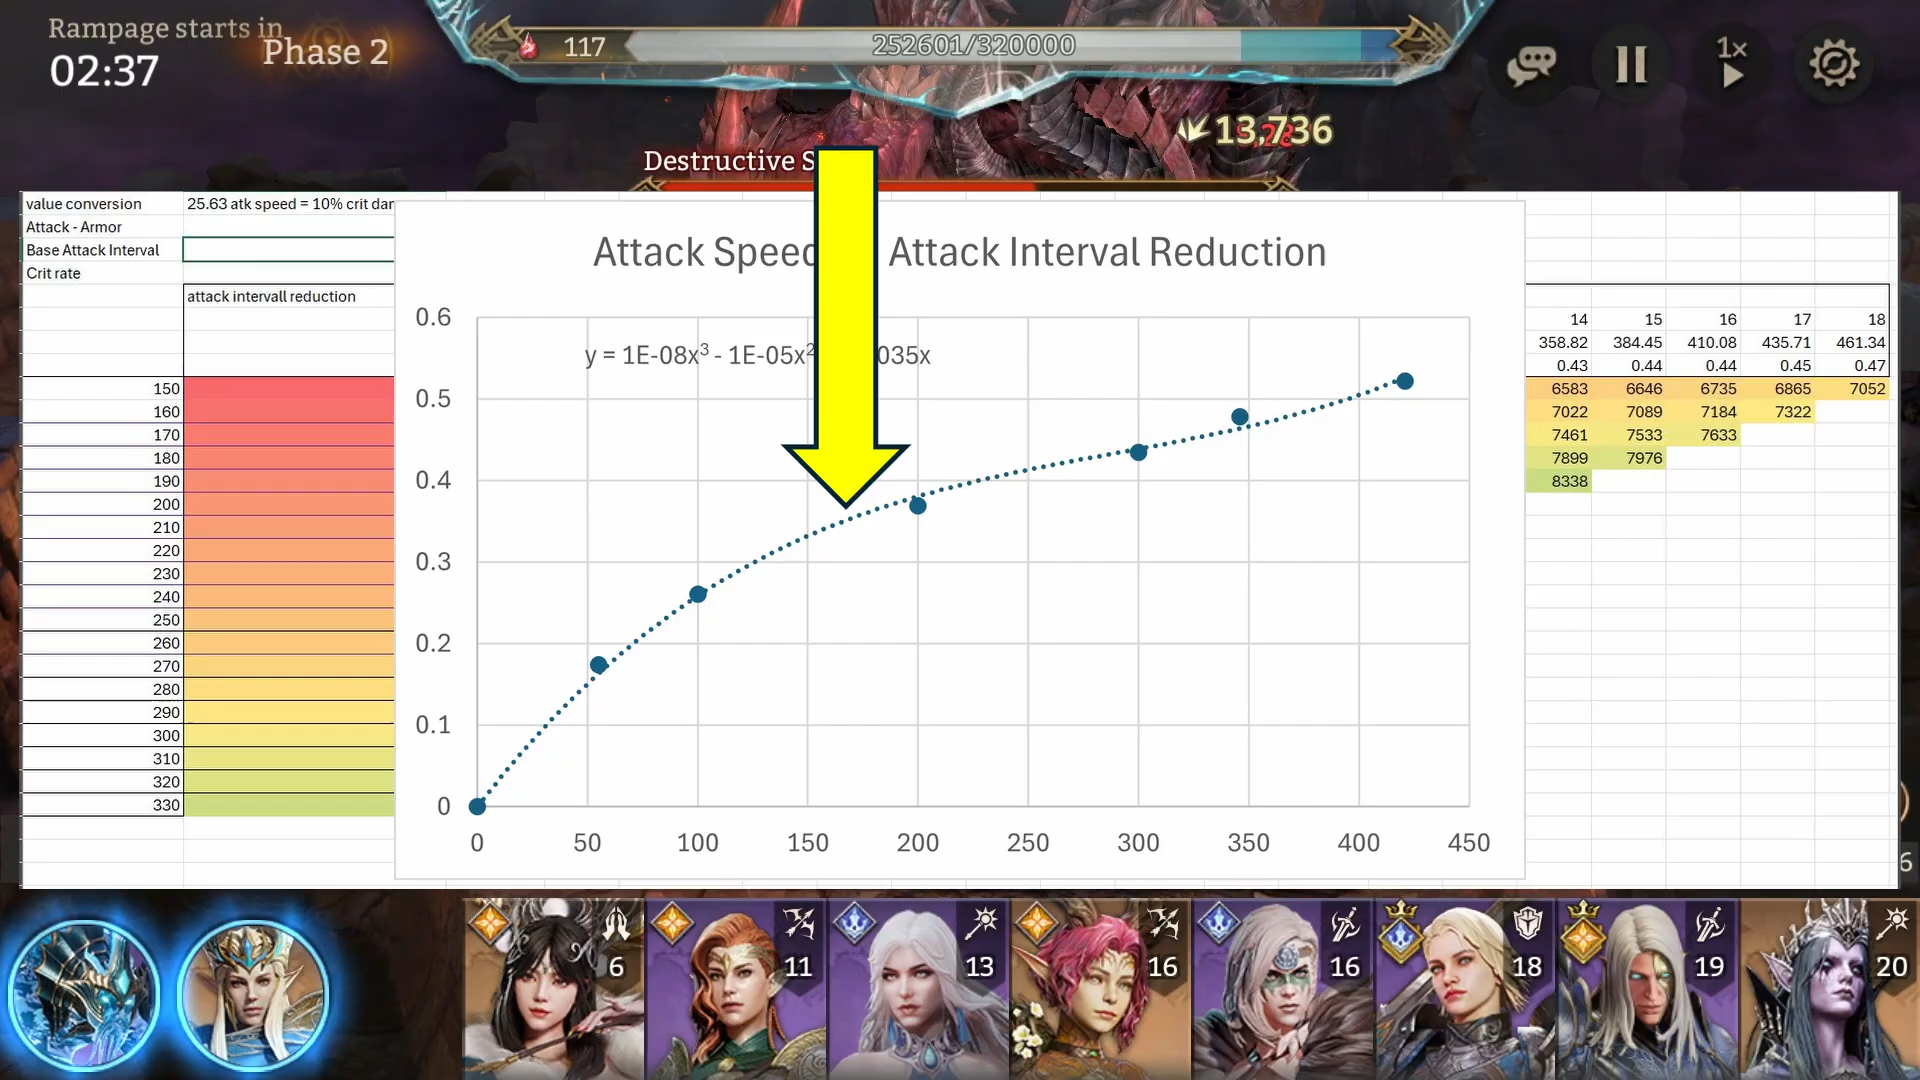 Rampage starts in
02:37
Phase 2
117
252601/320000
1×
13,736
Destructive S
value conversion
25.63 atk speed = 10% crit dar
Attack - Armor
Base Attack Interval
Crit rate
attack intervall reduction
150
160
170
180
190
200
210
220
230
240
250
260
270
280
290
300
310
320
330
Attack Speed Attack Interval Reduction
y = 1E-08x³ - 1E-05x² 035x
0.6
0.5
0.4
0.3
0.2
0.1
0
0 50 100 150 200 250 300 350 400 450
14 15 16 17 18
358.82 384.45 410.08 435.71 461.34
0.43 0.44 0.44 0.45 0.47
6583 6646 6735 6865 7052
7022 7089 7184 7322
7461 7533 7633
7899 7976
8338
6
6 11 13 16 16 18 19 20